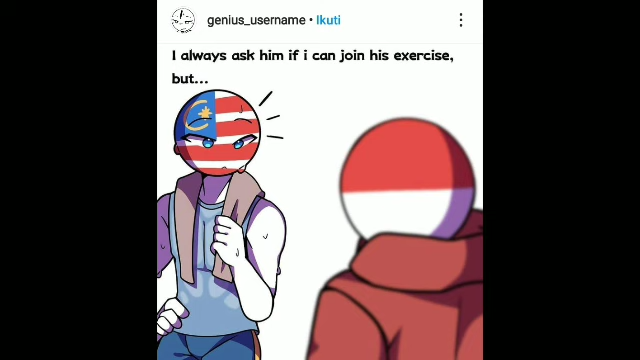 genius_username • Ikuti
I always ask him if i can join his exercise,
but...